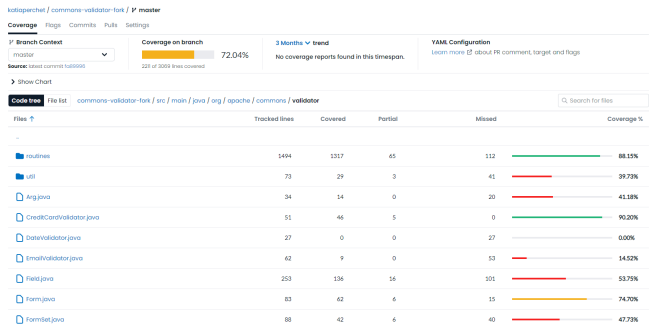 katiaperchet / commons-validator-fork / master
Coverage Flags Commits Pulls Settings
Branch Context
master
Source: latest commit
Coverage on branch
72.04%
of 3069 lines covered
3 Months trend
No coverage reports found in this timespan.
YAML Configuration
Learn more about PR comment, target and flags
Show Chart
Code tree File list commons-validator-fork / src / main / java / org / apache / commons / validator Search for files
Files Tracked lines Covered Partial Missed Coverage %
..
routines 1494 1317 65 112 88.15%
util 73 29 3 41 39.73%
Arg.java 34 14 0 20 41.18%
CreditCardValidator.java 51 46 5 0 90.20%
DateValidator.java 27 0 0 27 0.00%
EmailValidator.java 62 9 0 53 14.52%
Field.java 253 136 16 101 53.75%
Form.java 83 62 6 15 74.70%
FormSet.java 88 42 6 40 47.73%